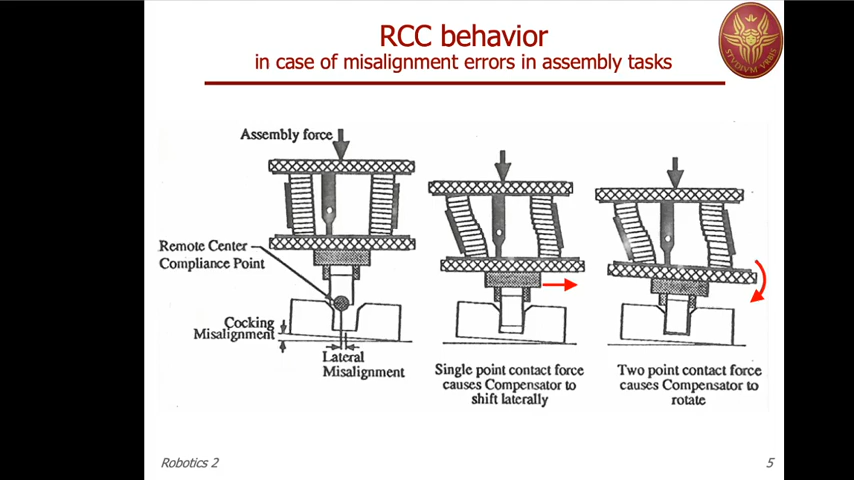 RCC behavior
in case of misalignment errors in assembly tasks
STVDIVM VRBIS
Assembly force
Remote Center
Compliance Point
Cocking
Misalignment
Lateral
Misalignment
Single point contact force
causes Compensator to
shift laterally
Two point contact force
causes Compensator to
rotate
Robotics 2
5